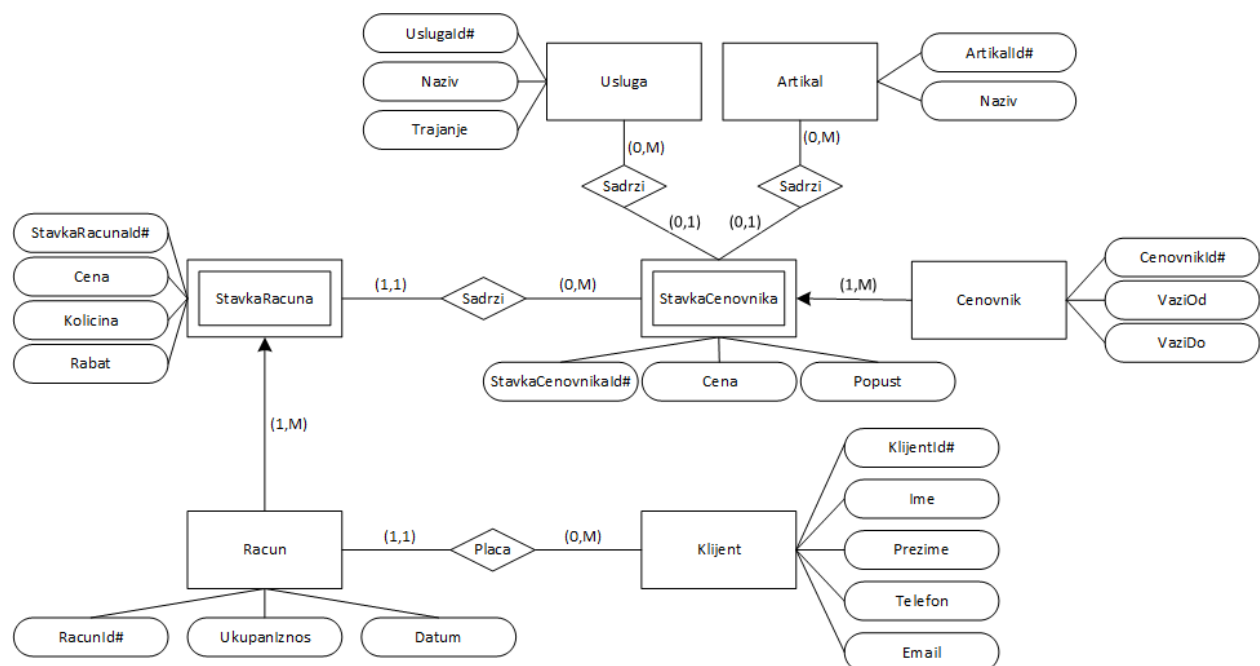 UslugaId#
Naziv
Trajanje
Usluga
Artikal
ArtikalId#
Naziv
(0,M)
(0,M)
Sadrzi
Sadrzi
(0,1)
(0,1)
StavkaRacunaId#
Cena
Kolicina
Rabat
StavkaRacuna
(1,1)
Sadrzi
(0,M)
StavkaCenovnika
(1,M)
Cenovnik
CenovnikId#
VaziOd
VaziDo
StavkaCenovnikaId#
Cena
Popust
(1,M)
Racun
(1,1)
Placa
(0,M)
Klijent
KlijentId#
Ime
Prezime
Telefon
Email
RacunId#
UkupanIznos
Datum